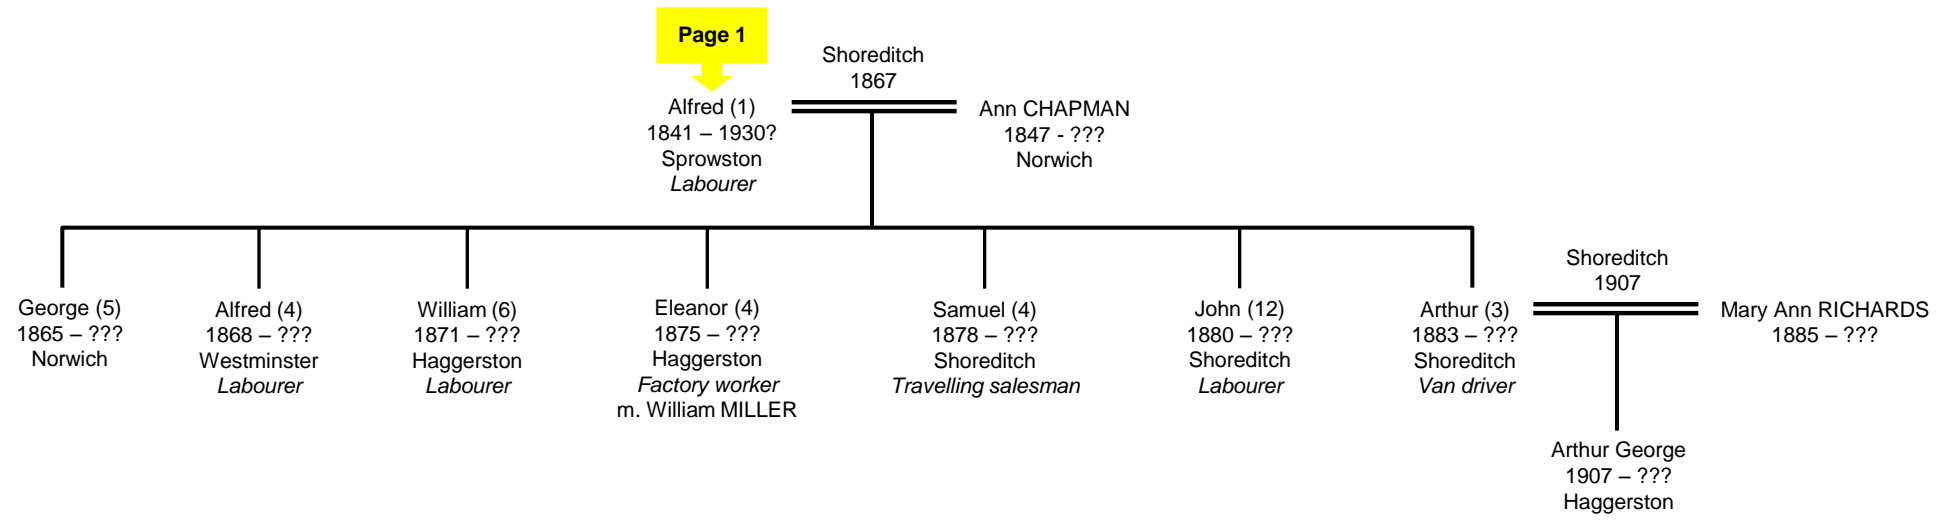 Page 1
Shoreditch
1867
Alfred (1)
1841 – 1930?
Sprowston
Labourer
Ann CHAPMAN
1847 - ???
Norwich
George (5)
1865 – ???
Norwich
Alfred (4)
1868 – ???
Westminster
Labourer
William (6)
1871 – ???
Haggerston
Labourer
Eleanor (4)
1875 – ???
Haggerston
Factory worker
m. William MILLER
Samuel (4)
1878 – ???
Shoreditch
Travelling salesman
John (12)
1880 – ???
Shoreditch
Labourer
Arthur (3)
1883 – ???
Shoreditch
Van driver
Shoreditch
1907
Mary Ann RICHARDS
1885 – ???
Arthur George
1907 – ???
Haggerston